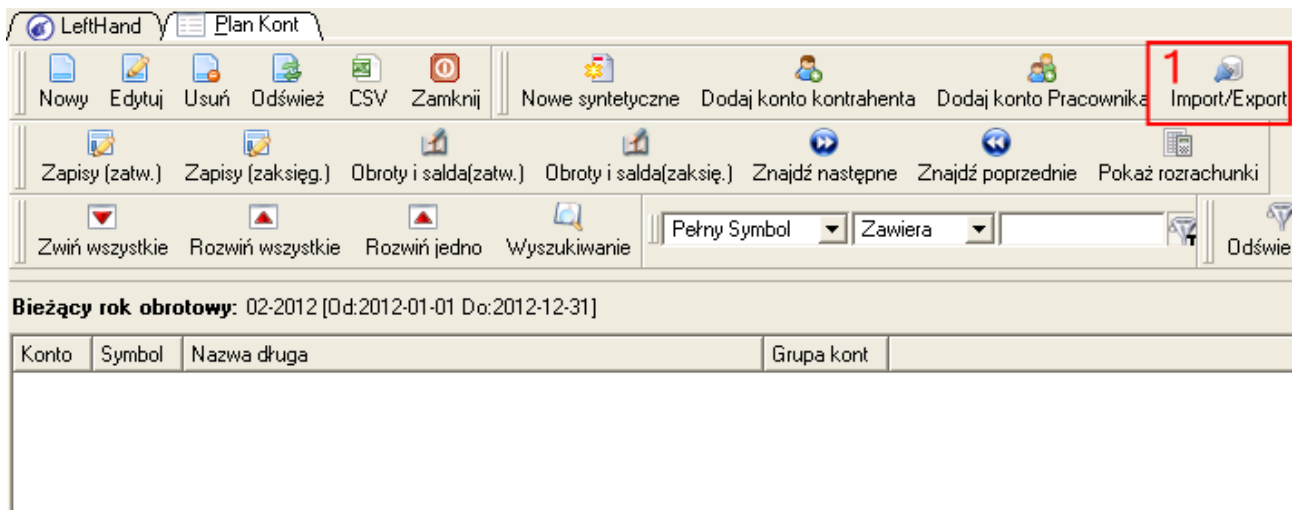 LeftHand Plan Kont
Nowy Edytuj Usuń Odśwież CSV Zamknij Nowe syntetyczne Dodaj konto kontrahenta Dodaj konto Pracownika 1 Import/Export
Zapisy (zatw.) Zapisy (zaksięg.) Obroty i salda(zatw.) Obroty i salda(zaksię.) Znajdź następne Znajdź poprzednie Pokaż rozrachunki
Zwiń wszystkie Rozwiń wszystkie Rozwiń jedno Wyszukiwanie Pełny Symbol Zawiera Odświe
Bieżący rok obrotowy: 02-2012 [Od:2012-01-01 Do:2012-12-31]
Konto Symbol Nazwa długa Grupa kont